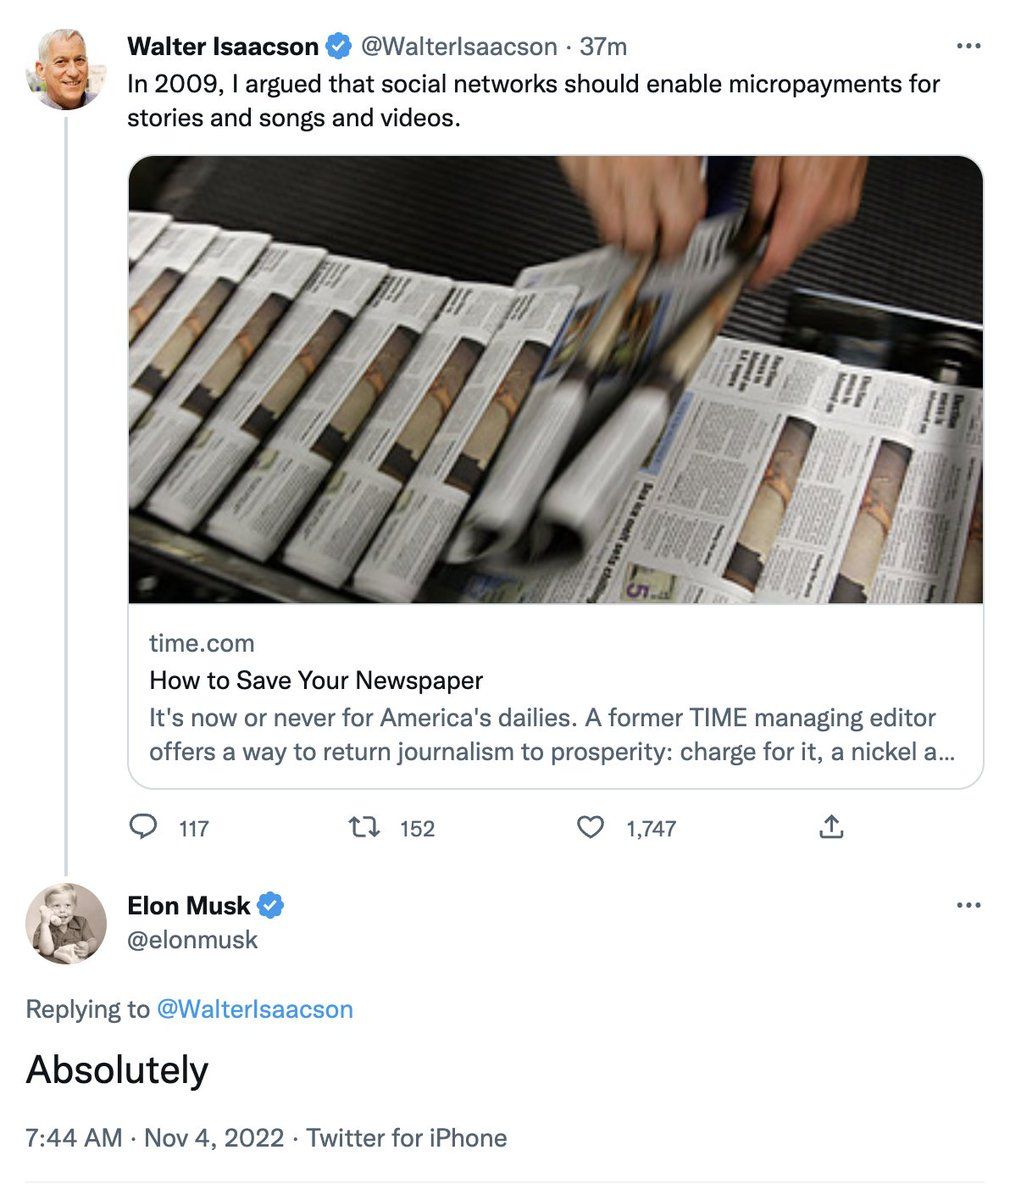 Walter Isaacson @WalterIsaacson · 37m
In 2009, I argued that social networks should enable micropayments for
stories and songs and videos.
5
time.com
How to Save Your Newspaper
It's now or never for America's dailies. A former TIME managing editor
offers a way to return journalism to prosperity: charge for it, a nickel a...
117 152 1,747
Elon Musk
@elonmusk
Replying to @WalterIsaacson
Absolutely
7:44 AM · Nov 4, 2022 · Twitter for iPhone